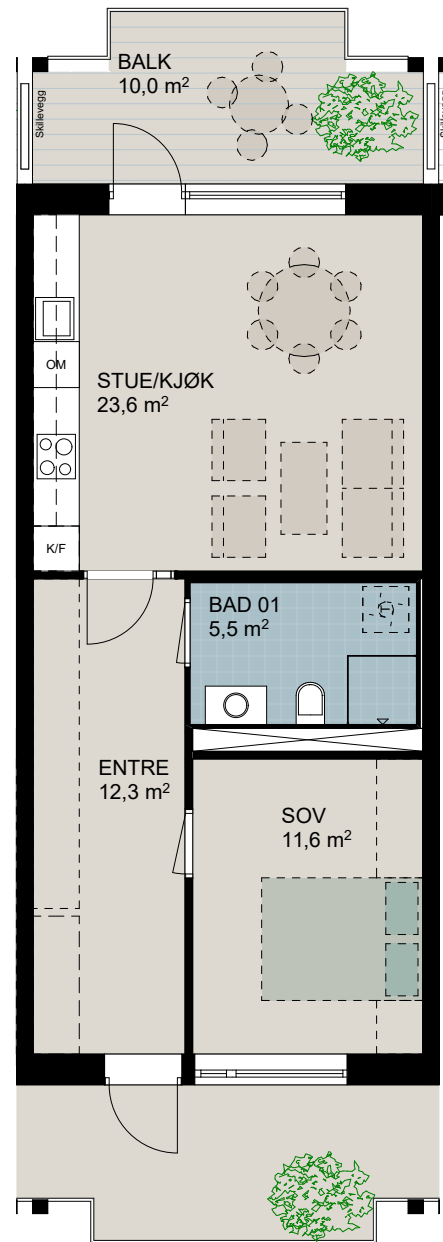 BALK
10,0 m²
Skillevegg
OM
STUE/KJØK
23,6 m²
K/F
BAD 01
5,5 m²
ENTRE
12,3 m²
SOV
11,6 m²